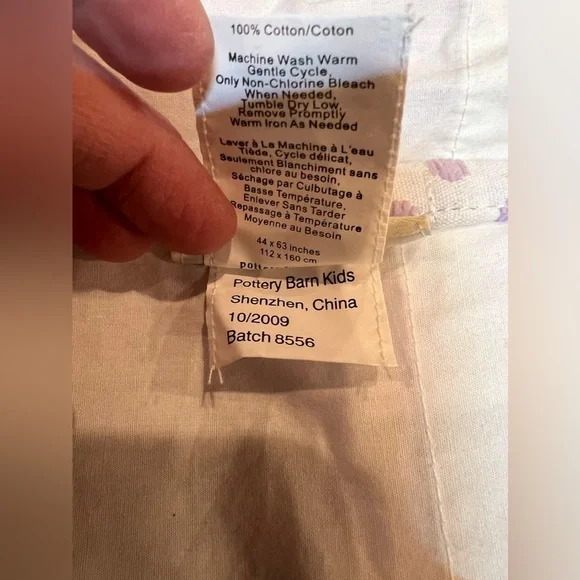 100% Cotton/Coton
Machine Wash Warm
Gentle Cycle,
Only Non-Chlorine Bleach
When Needed,
Tumble Dry Low,
Remove Promptly
Warm Iron As Needed
Laver à La Machine à L'eau
Tiède, Cycle délicat,
Seulement Blanchiment sans
chlore au besoin,
Séchage par Culbutage à
Basse Température,
Enlever Sans Tarder
Repassage à Température
Moyenne au Besoin
44 x 63 inches
112 x 160 cm
Pottery Barn Kids
Shenzhen, China
10/2009
Batch 8556